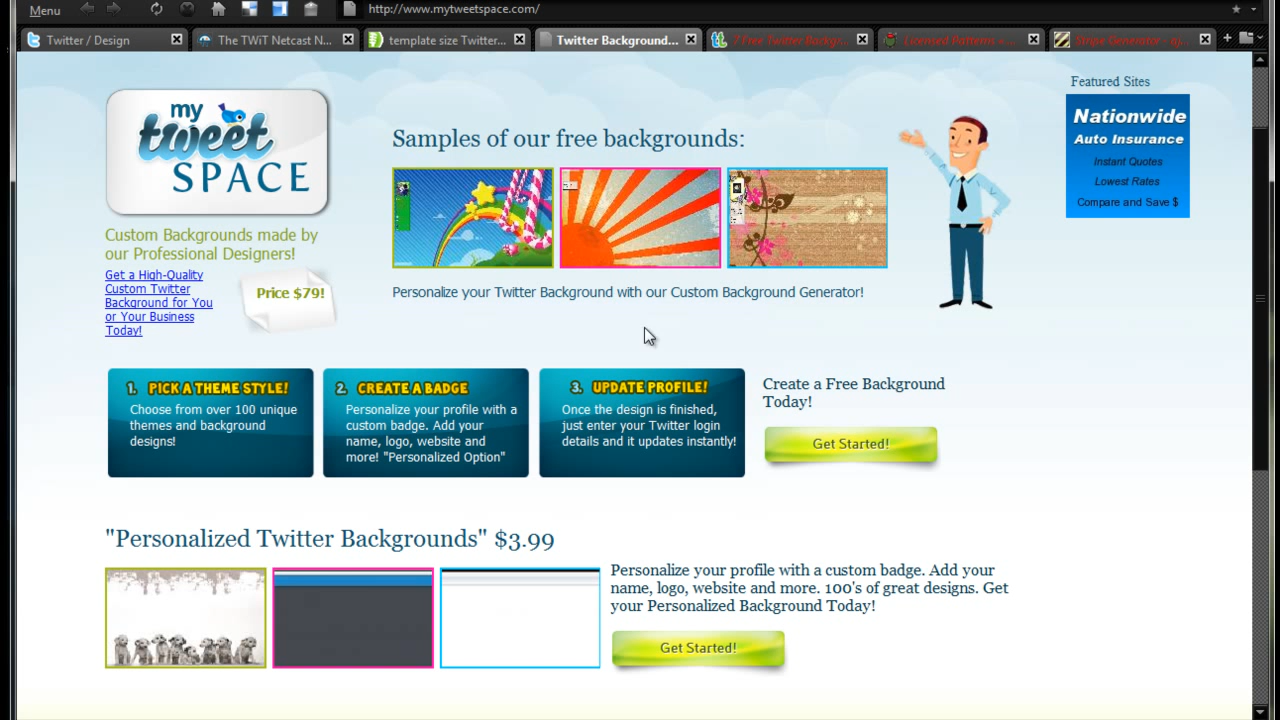 Menu
http://www.mytweetspace.com/
Twitter / Design
The TWiT Netcast N...
template size Twitter...
Twitter Background...
7 Free Twitter Backgr...
Licensed Patterns +...
Stripe Generator - aj...
my
tweet
SPACE
Custom Backgrounds made by
our Professional Designers!
Get a High-Quality
Custom Twitter
Background for You
or Your Business
Today!
Price $79!
Samples of our free backgrounds:
Personalize your Twitter Background with our Custom Background Generator!
Featured Sites
Nationwide
Auto Insurance
Instant Quotes
Lowest Rates
Compare and Save $
1. PICK A THEME STYLE!
Choose from over 100 unique
themes and background
designs!
2. CREATE A BADGE
Personalize your profile with a
custom badge. Add your
name, logo, website and
more! "Personalized Option"
3. UPDATE PROFILE!
Once the design is finished,
just enter your Twitter login
details and it updates instantly!
Create a Free Background
Today!
Get Started!
"Personalized Twitter Backgrounds" $3.99
Personalize your profile with a custom badge. Add your
name, logo, website and more. 100's of great designs. Get
your Personalized Background Today!
Get Started!